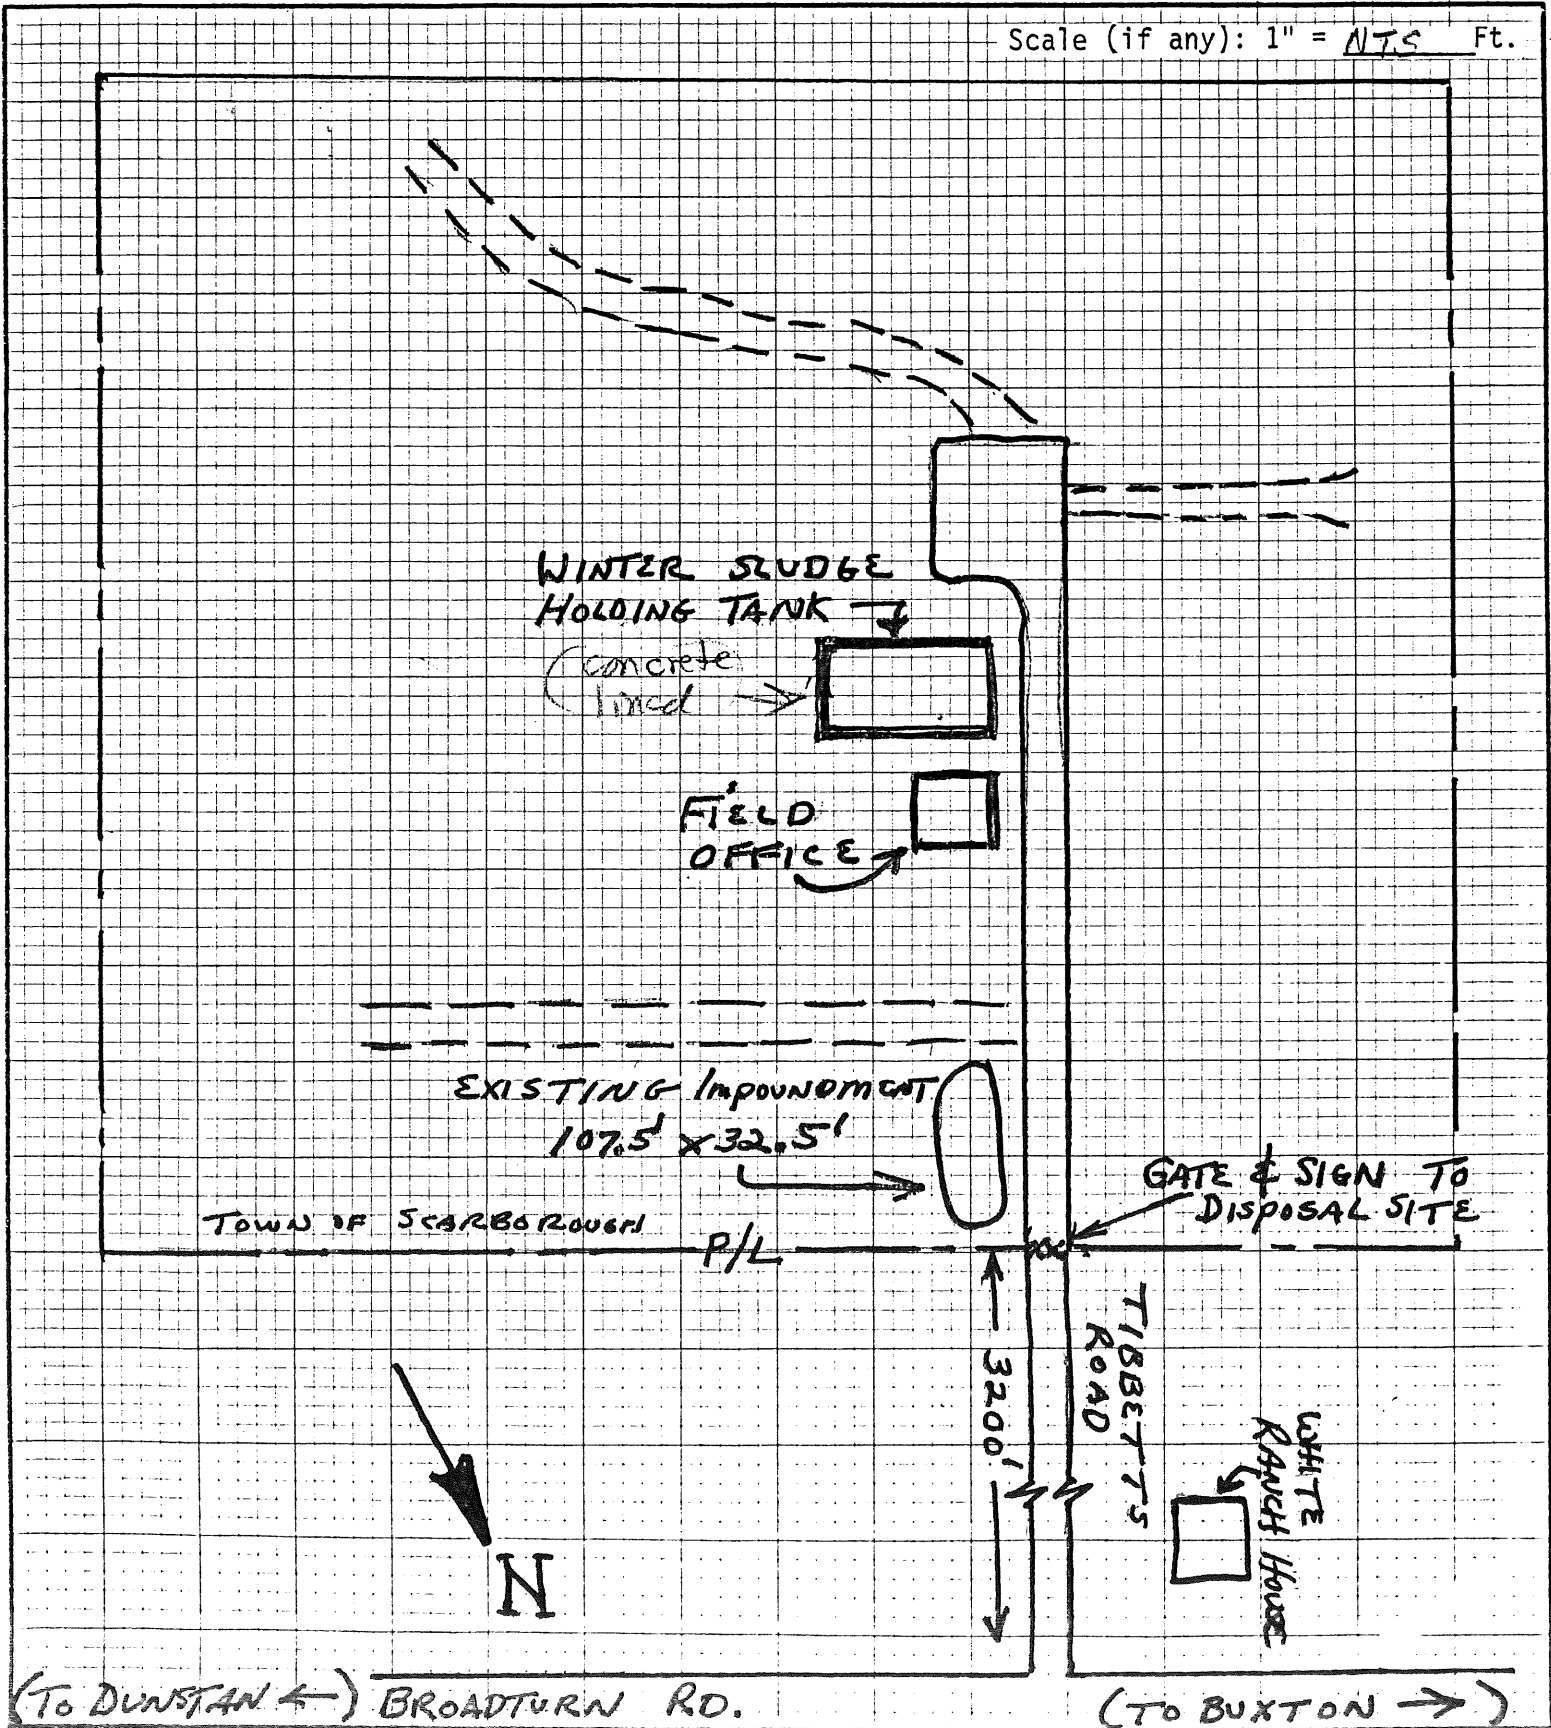 Scale (if any): 1" = NTS Ft.
WINTER SLUDGE
HOLDING TANK
(concrete
lined
FIELD
OFFICE
EXISTING IMPOUNDMENT
107.5' x 32.5'
GATE & SIGN TO
DISPOSAL SITE
TOWN OF SCARBOROUGH
P/L
3200'
TIBBETTS
ROAD
WHITE
RANCH HOUSE
N
(TO DUNSTAN ←) BROADTURN RD.
(TO BUXTON →)